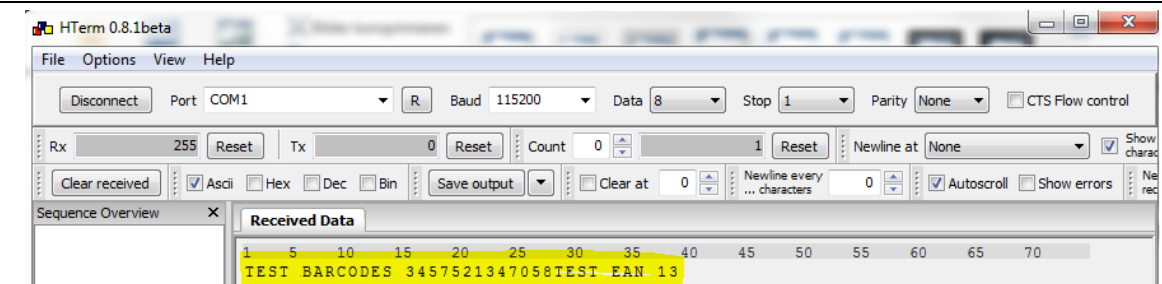 HTerm 0.8.1beta
File Options View Help
Disconnect Port COM1 R Baud 115200 Data 8 Stop 1 Parity None CTS Flow control
Rx 255 Reset Tx 0 Reset Count 0 1 Reset Newline at None Show
Clear received Ascii Hex Dec Bin Save output Clear at 0 Newline every
... characters 0 Autoscroll Show errors
Sequence Overview X Received Data
1 5 10 15 20 25 30 35 40 45 50 55 60 65 70
TEST BARCODES 3457521347058TEST EAN 13